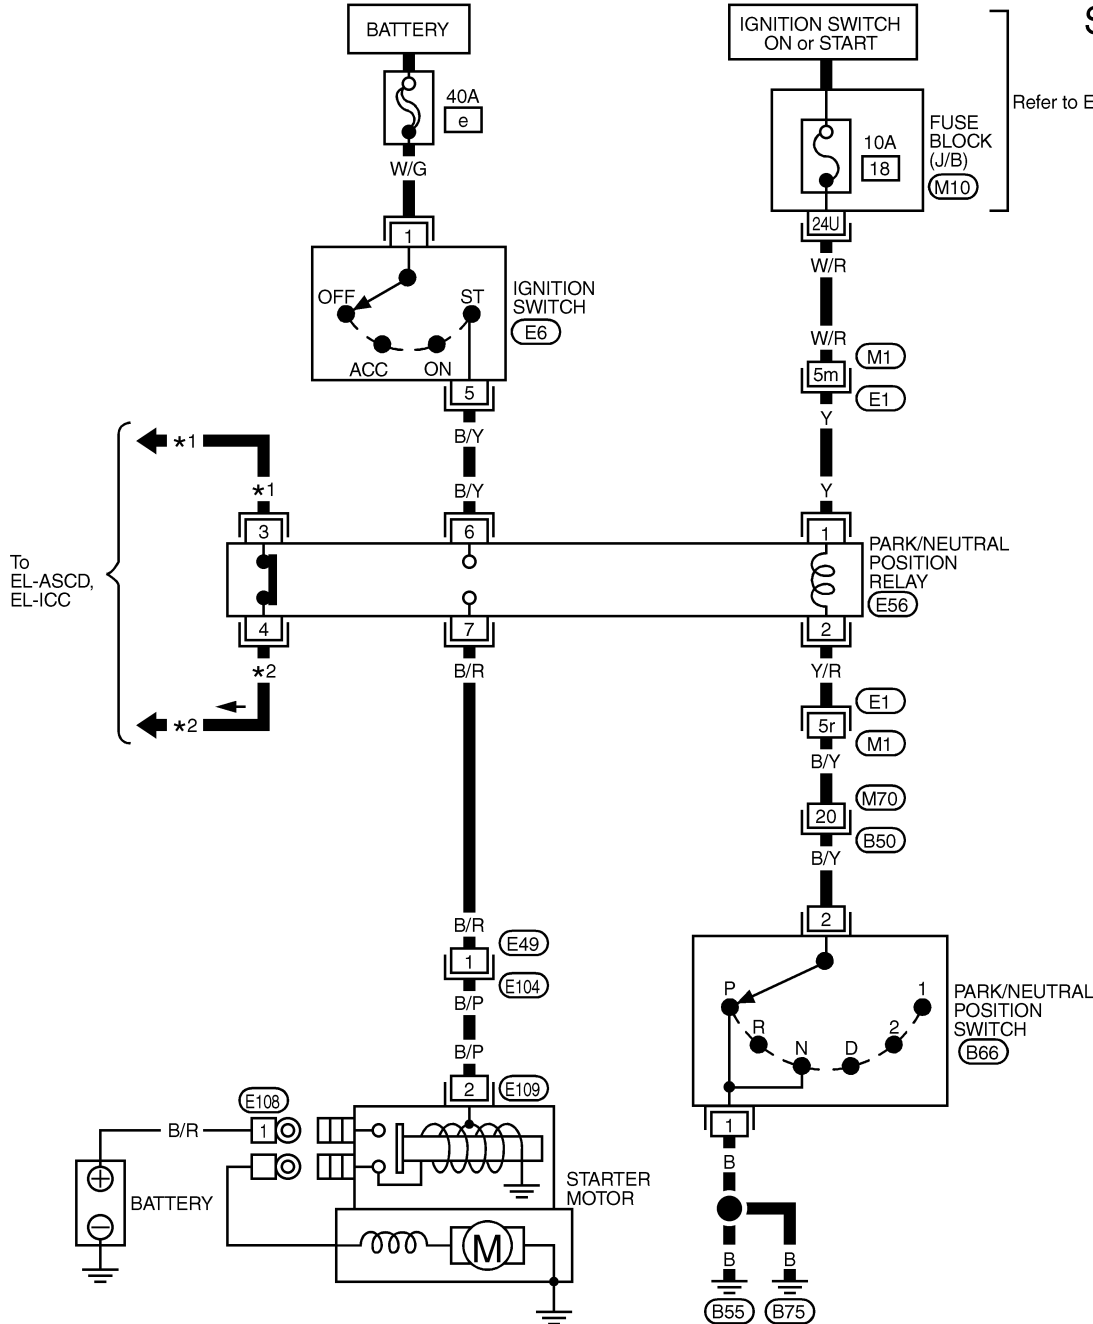 BATTERY
IGNITION SWITCH
ON or START
S
Refer to E
40A
e
10A
18
FUSE
BLOCK
(J/B)
M10
W/G
24U
1
W/R
OFF
ST
ACC
ON
IGNITION
SWITCH
E6
W/R
M1
5m
E1
5
B/Y
Y
*1
*1
B/Y
Y
3
6
1
To
EL-ASCD,
EL-ICC
PARK/NEUTRAL
POSITION
RELAY
E56
4
7
2
*2
B/R
Y/R
*2
E1
5r
M1
B/Y
M70
20
B50
B/Y
B/R
2
E49
1
E104
B/P
P
R
N
D
2
1
PARK/NEUTRAL
POSITION
SWITCH
B66
B/P
2
E109
E108
B/R
1
1
B
+
−
BATTERY
STARTER
MOTOR
M
B
B
B55
B75